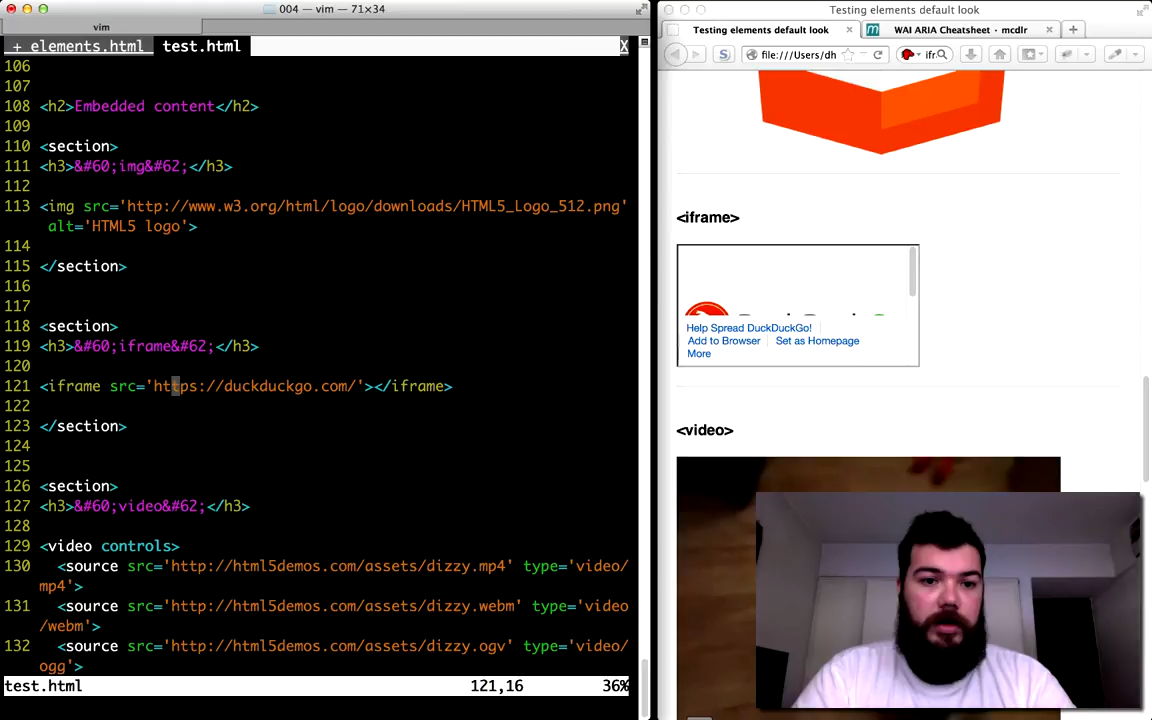 004 — vim — 71×34
vim
+ elements.html test.html X
106
107
108 <h2>Embedded content</h2>
109
110 <section>
111 <h3>&#60;img&#62;</h3>
112
113 <img src='http://www.w3.org/html/logo/downloads/HTML5_Logo_512.png'
alt='HTML5 logo'>
114
115 </section>
116
117
118 <section>
119 <h3>&#60;iframe&#62;</h3>
120
121 <iframe src='https://duckduckgo.com/'></iframe>
122
123 </section>
124
125
126 <section>
127 <h3>&#60;video&#62;</h3>
128
129 <video controls>
130 <source src='http://html5demos.com/assets/dizzy.mp4' type='video/
mp4'>
131 <source src='http://html5demos.com/assets/dizzy.webm' type='video
/webm'>
132 <source src='http://html5demos.com/assets/dizzy.ogv' type='video/
ogg'>
test.html 121,16 36%
Testing elements default look
Testing elements default look WAI ARIA Cheatsheet • mcdlr
file:///Users/dh ifr
<iframe>
Help Spread DuckDuckGo!
Add to Browser Set as Homepage
More
<video>